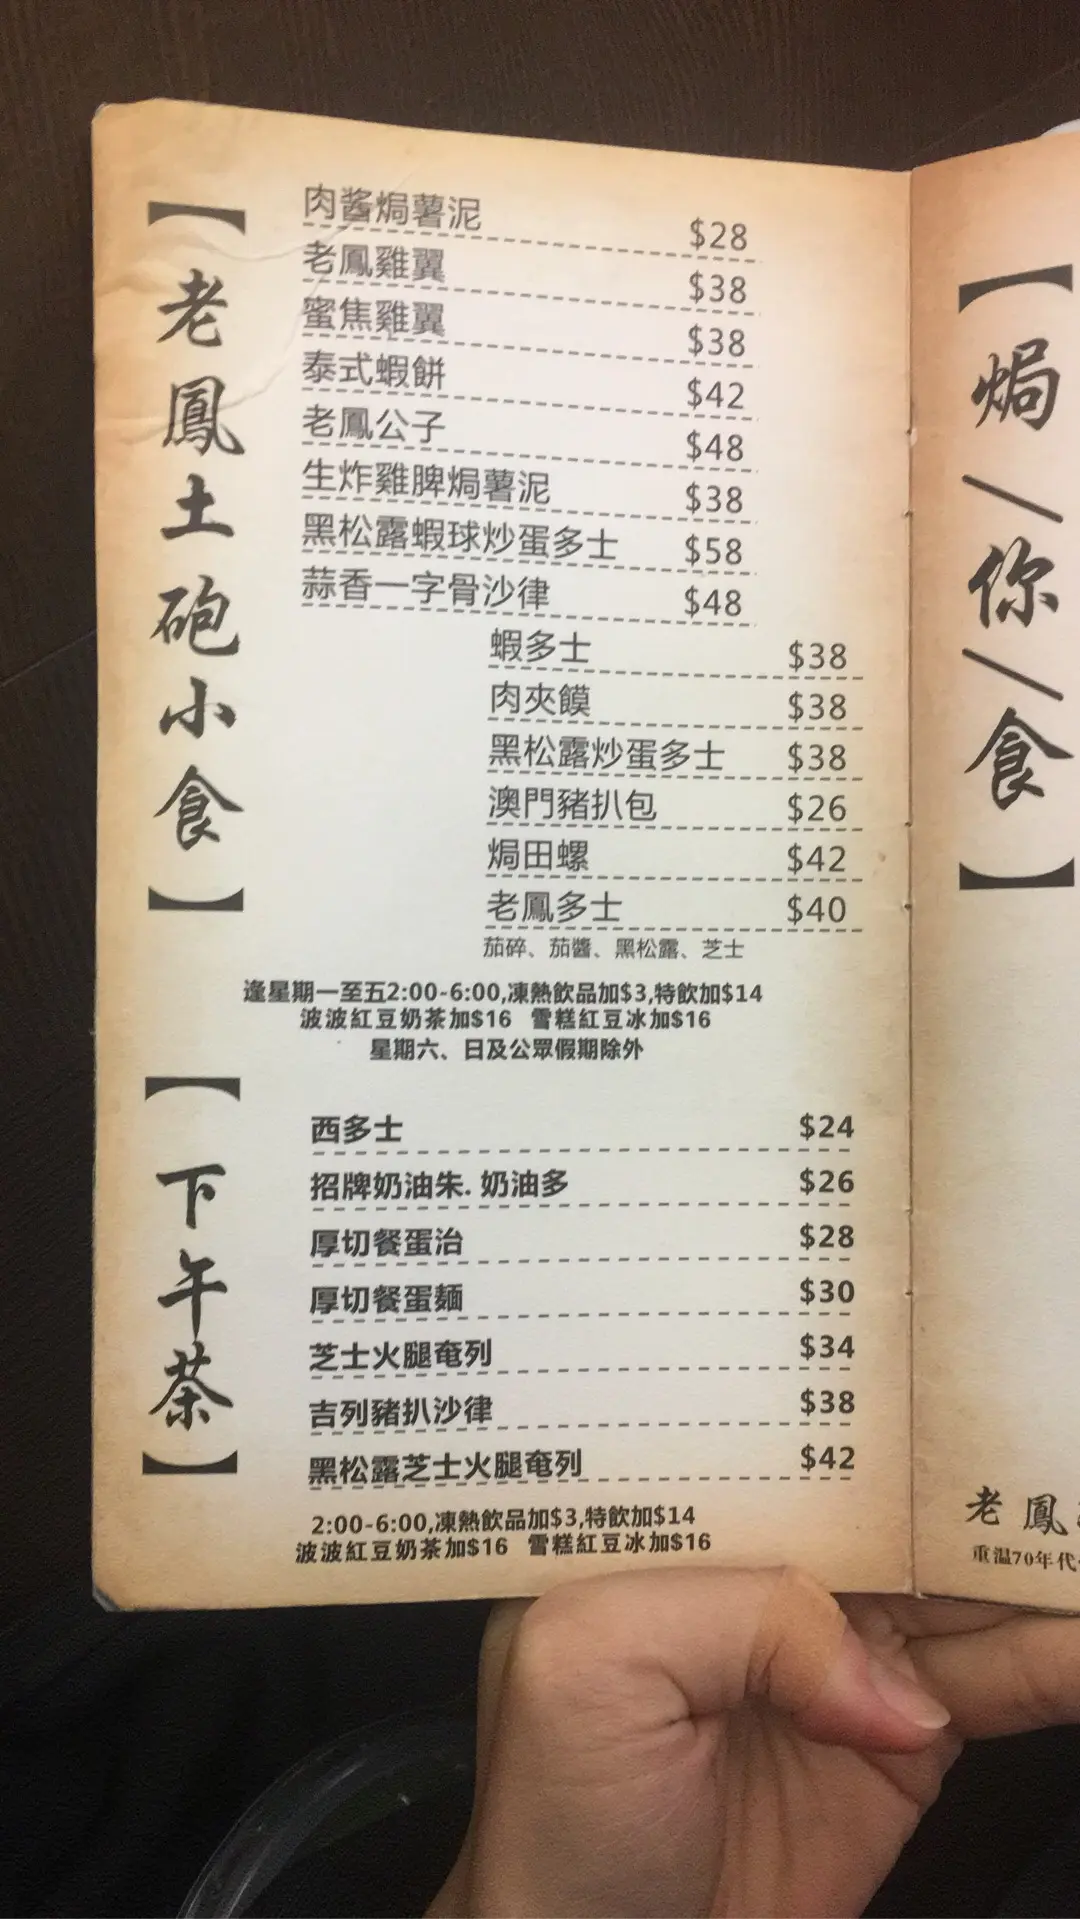 【老鳳土砲小食】
肉醬焗薯泥 $28
老鳳雞翼 $38
蜜焦雞翼 $38
泰式蝦餅 $42
老鳳公子 $48
生炸雞脾焗薯泥 $38
黑松露蝦球炒蛋多士 $58
蒜香一字骨沙律 $48
蝦多士 $38
肉夾饃 $38
黑松露炒蛋多士 $38
澳門豬扒包 $26
焗田螺 $42
老鳳多士 $40
茄碎、茄醬、黑松露、芝士
逢星期一至五2:00-6:00,凍熱飲品加$3,特飲加$14
波波紅豆奶茶加$16 雪糕紅豆冰加$16
星期六、日及公眾假期除外
【下午茶】
西多士 $24
招牌奶油朱. 奶油多 $26
厚切餐蛋治 $28
厚切餐蛋麵 $30
芝士火腿奄列 $34
吉列豬扒沙律 $38
黑松露芝士火腿奄列 $42
2:00-6:00,凍熱飲品加$3,特飲加$14
波波紅豆奶茶加$16 雪糕紅豆冰加$16
【焗/你/食】
老鳳
重溫70年代